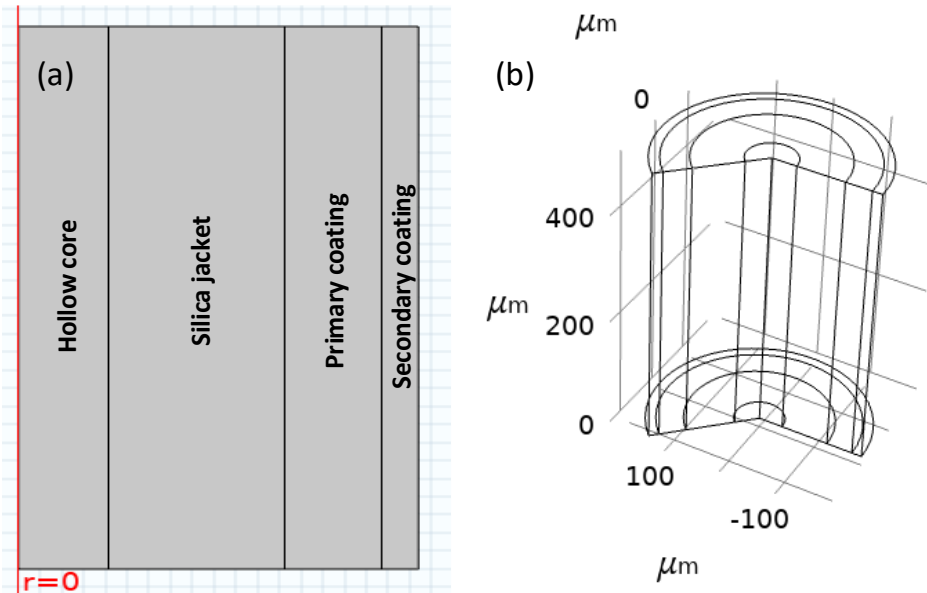 (a)
Hollow core
Silica jacket
Primary coating
Secondary coating
r=0
(b)
μm
0
400
200
0
μm
100
-100
μm